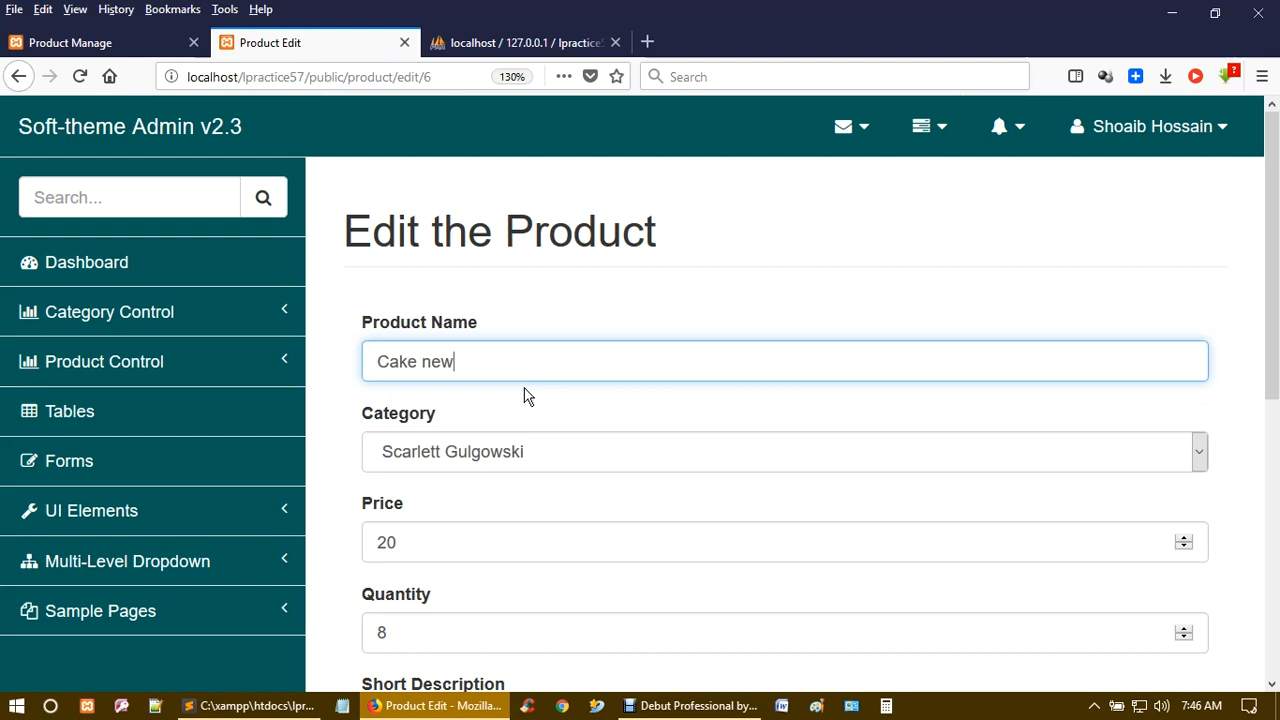 File Edit View History Bookmarks Tools Help
Product Manage
Product Edit
localhost / 127.0.0.1 / lpractice5
localhost/lpractice57/public/product/edit/6
130%
Search
Soft-theme Admin v2.3
Shoaib Hossain
Search...
Dashboard
Category Control
Product Control
Tables
Forms
UI Elements
Multi-Level Dropdown
Sample Pages
Edit the Product
Product Name
Cake new
Category
Scarlett Gulgowski
Price
20
Quantity
8
Short Description
C:\xampp\htdocs\lpr...
Product Edit - Mozilla...
Debut Professional by...
7:46 AM